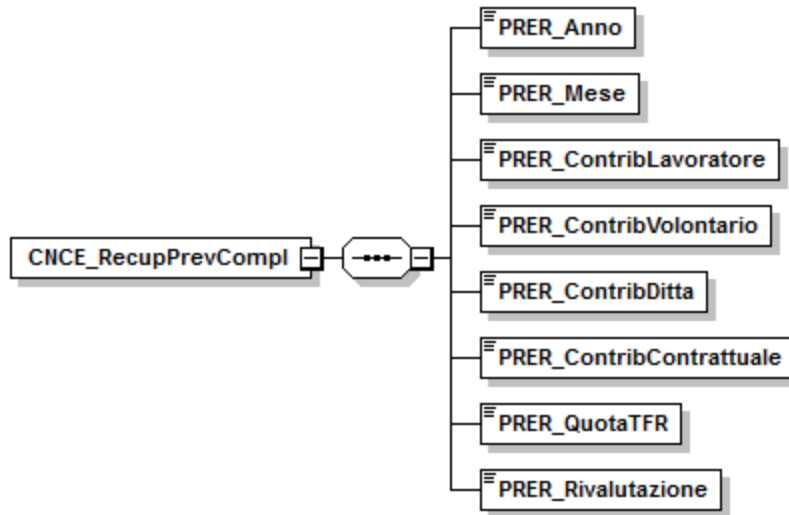 PRER_Anno
PRER_Mese
PRER_ContribLavoratore
PRER_ContribVolontario
CNCE_RecupPrevCompl
PRER_ContribDitta
PRER_ContribContrattuale
PRER_QuotaTFR
PRER_Rivalutazione